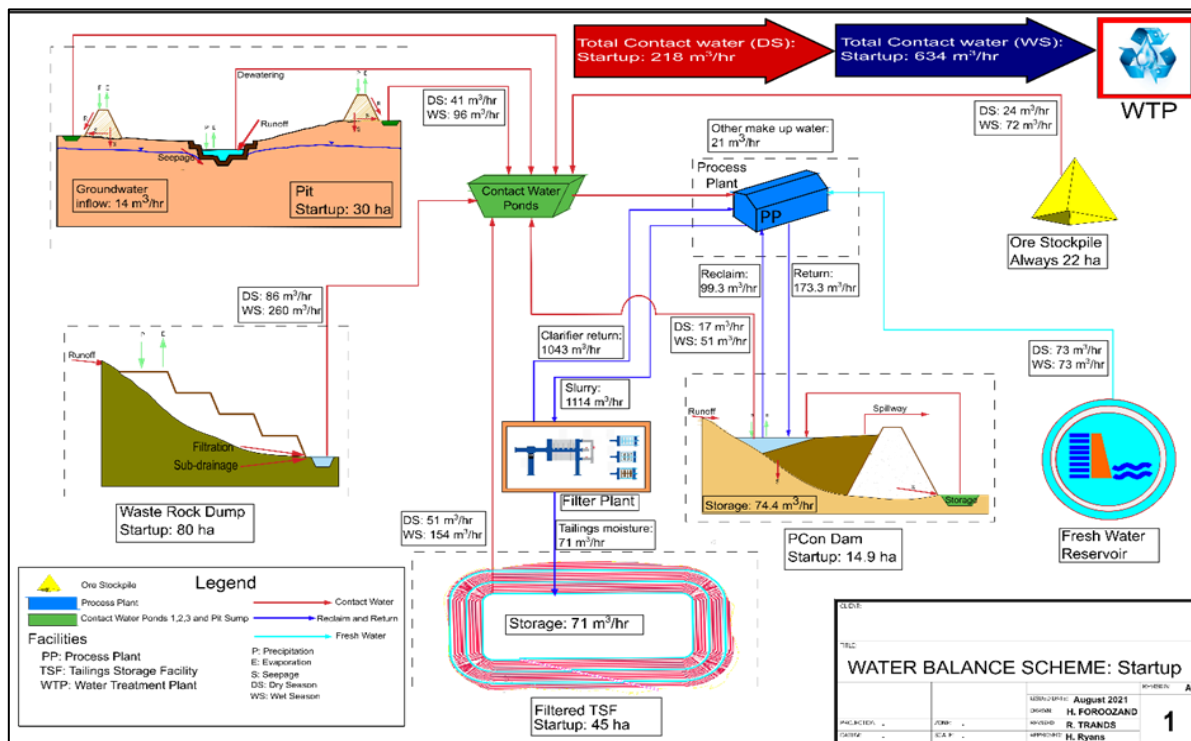 Total Contact water (DS):
Startup: 218 m³/hr
Total Contact water (WS):
Startup: 634 m³/hr
WTP
Dewatering
DS: 41 m³/hr
WS: 96 m³/hr
P E
P E
R
R
S
S
P E
Runoff
Seepage
Groundwater
inflow: 14 m³/hr
Pit
Startup: 30 ha
Contact Water
Ponds
Other make up water:
21 m³/hr
Process
Plant
PP
DS: 24 m³/hr
WS: 72 m³/hr
Ore Stockpile
Always 22 ha
Reclaim:
99.3 m³/hr
Return:
173.3 m³/hr
DS: 86 m³/hr
WS: 260 m³/hr
Runoff
Filtration
Sub-drainage
Waste Rock Dump
Startup: 80 ha
Clarifier return:
1043 m³/hr
Slurry:
1114 m³/hr
DS: 17 m³/hr
WS: 51 m³/hr
DS: 73 m³/hr
WS: 73 m³/hr
Runoff
Spillway
Storage: 74.4 m³/hr
Storage
PCon Dam
Startup: 14.9 ha
Fresh Water
Reservoir
Filter Plant
DS: 51 m³/hr
WS: 154 m³/hr
Tailings moisture:
71 m³/hr
Storage: 71 m³/hr
Filtered TSF
Startup: 45 ha
Legend
Ore Stockpile
Process Plant
Contact Water Ponds 1,2,3 and Pit Sump
Contact Water
Reclaim and Return
Fresh Water
Facilities
PP: Process Plant
TSF: Tailings Storage Facility
WTP: Water Treatment Plant
P: Precipitation
E: Evaporation
S: Seepage
DS: Dry Season
WS: Wet Season
CLIENT:
TITLE:
WATER BALANCE SCHEME: Startup
August 2021
H. FOROOZAND
R. TRANDS
H. Ryans
REVISION: A
1